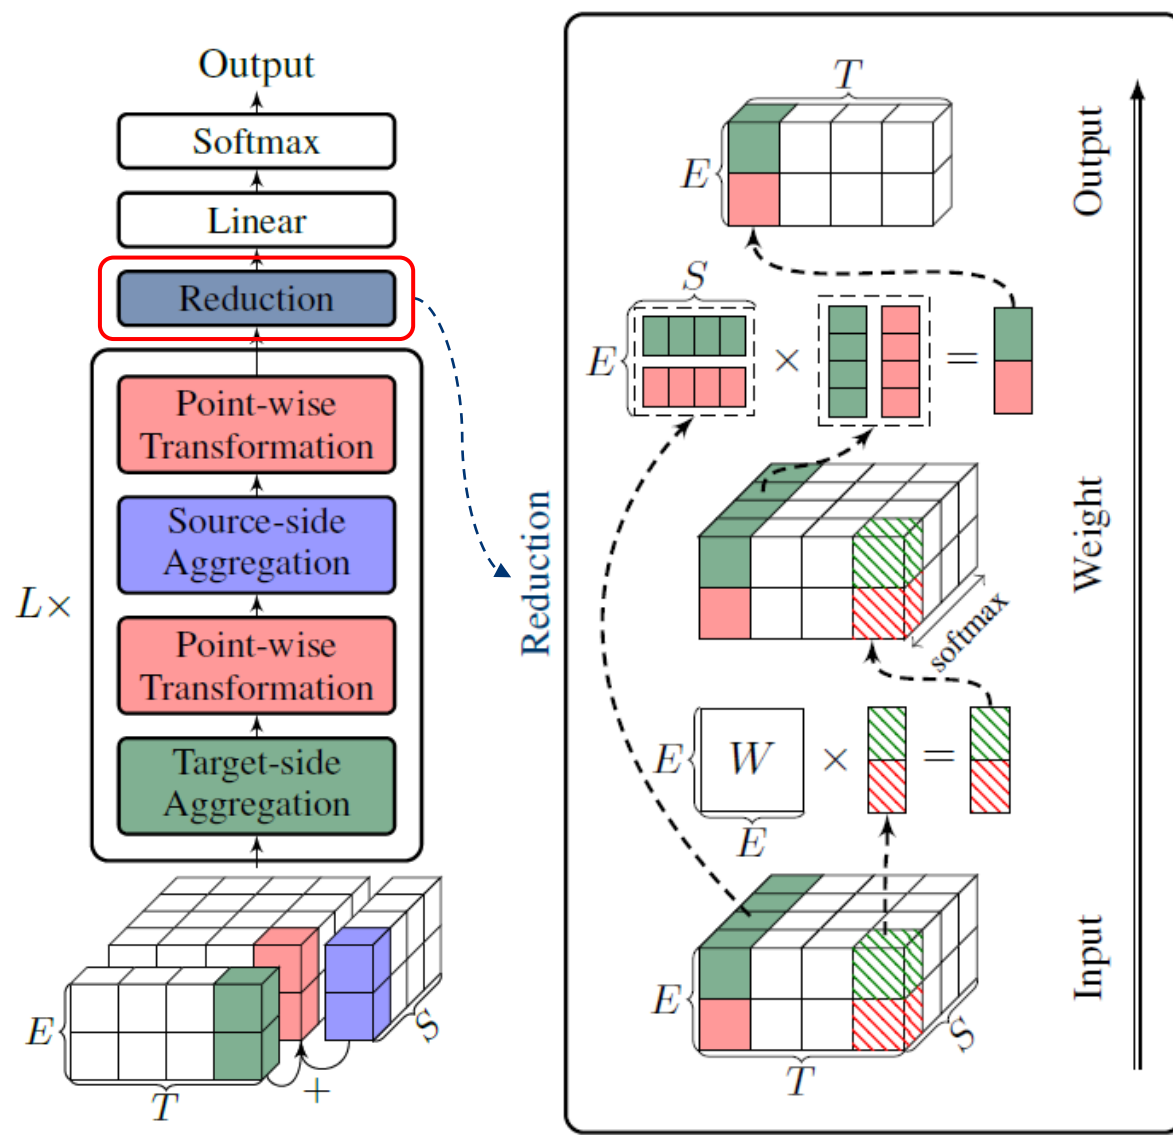 Output
Softmax
Linear
Reduction
Point-wise
Transformation
Source-side
Aggregation
L×
Point-wise
Transformation
Target-side
Aggregation
E
T
+
S
Reduction
T
E
Output
S
E
×
=
Weight
softmax
E
W
×
=
E
Input
E
T
S